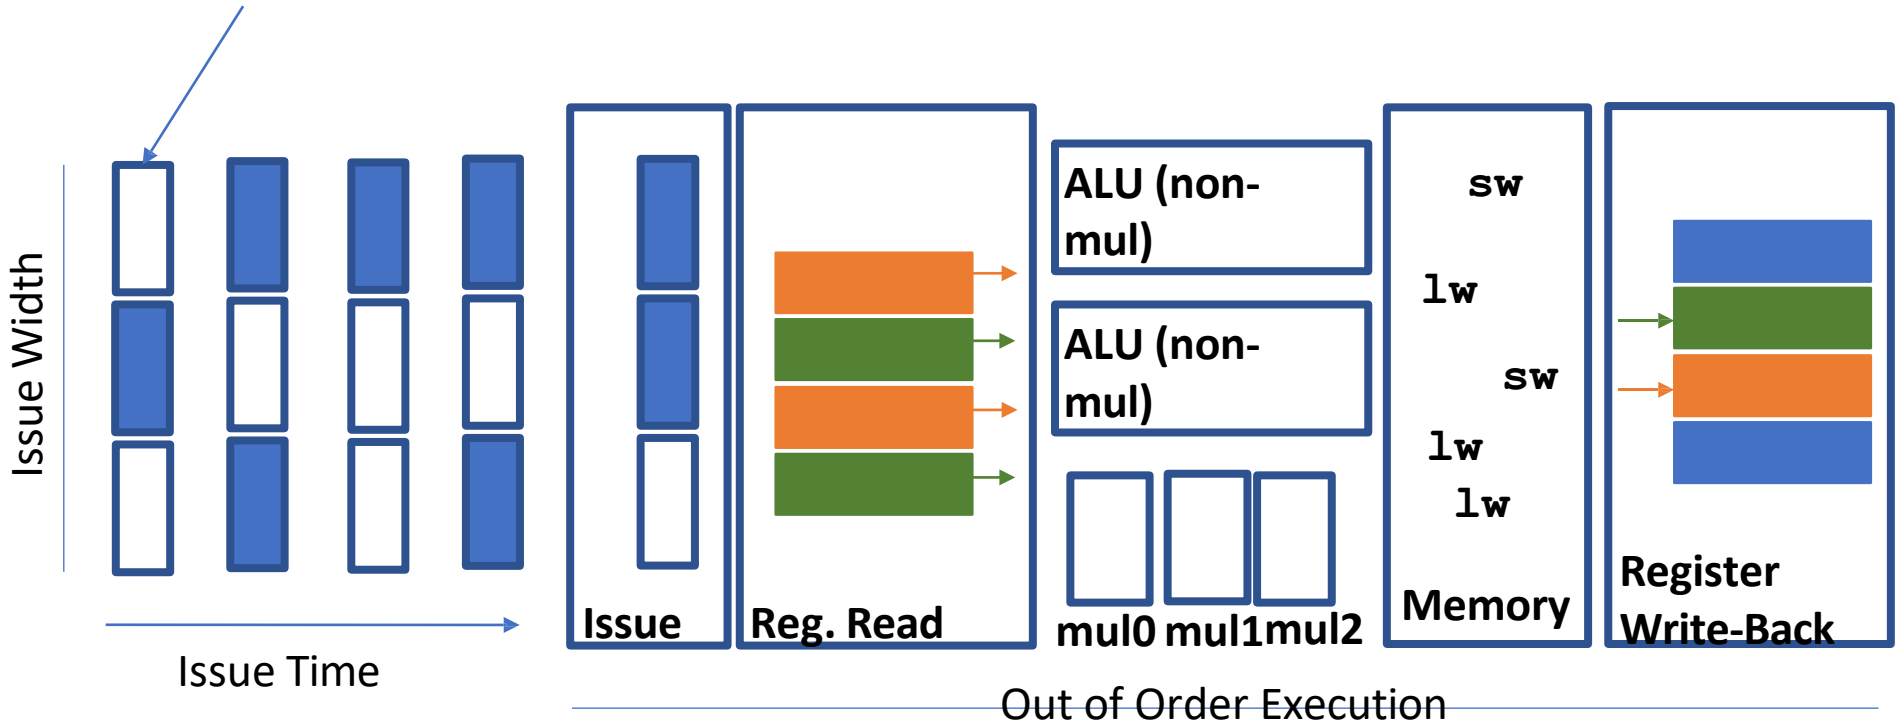 Issue Width
Issue Time
Issue
Reg. Read
ALU (non-
mul)
ALU (non-
mul)
mul0 mul1 mul2
sw
lw
sw
lw
lw
Memory
Register
Write-Back
Out of Order Execution